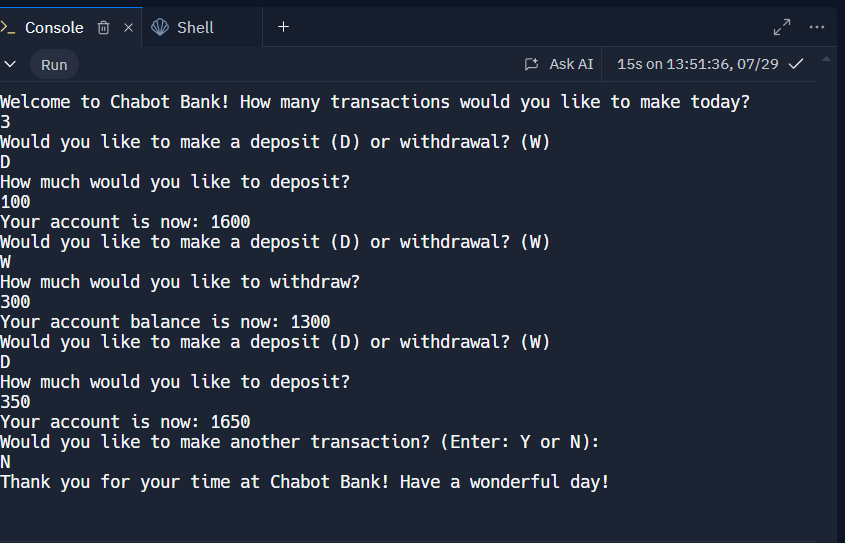 Console
Shell
Run
Ask AI
15s on 13:51:36, 07/29
Welcome to Chabot Bank! How many transactions would you like to make today?
3
Would you like to make a deposit (D) or withdrawal? (W)
D
How much would you like to deposit?
100
Your account is now: 1600
Would you like to make a deposit (D) or withdrawal? (W)
W
How much would you like to withdraw?
300
Your account balance is now: 1300
Would you like to make a deposit (D) or withdrawal? (W)
D
How much would you like to deposit?
350
Your account is now: 1650
Would you like to make another transaction? (Enter: Y or N):
N
Thank you for your time at Chabot Bank! Have a wonderful day!